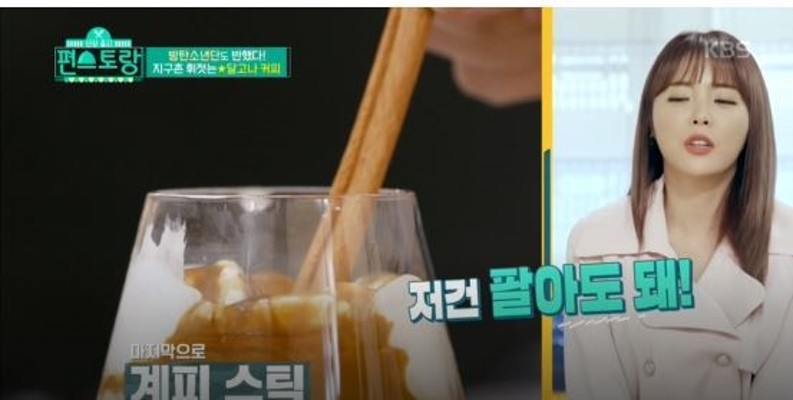 신상 출시
편스토랑
방탄소년단도 반했다!
지구촌 휘젓는★달고나 커피
KBS
저건 팔아도 돼!
마지막으로
계피 스틱